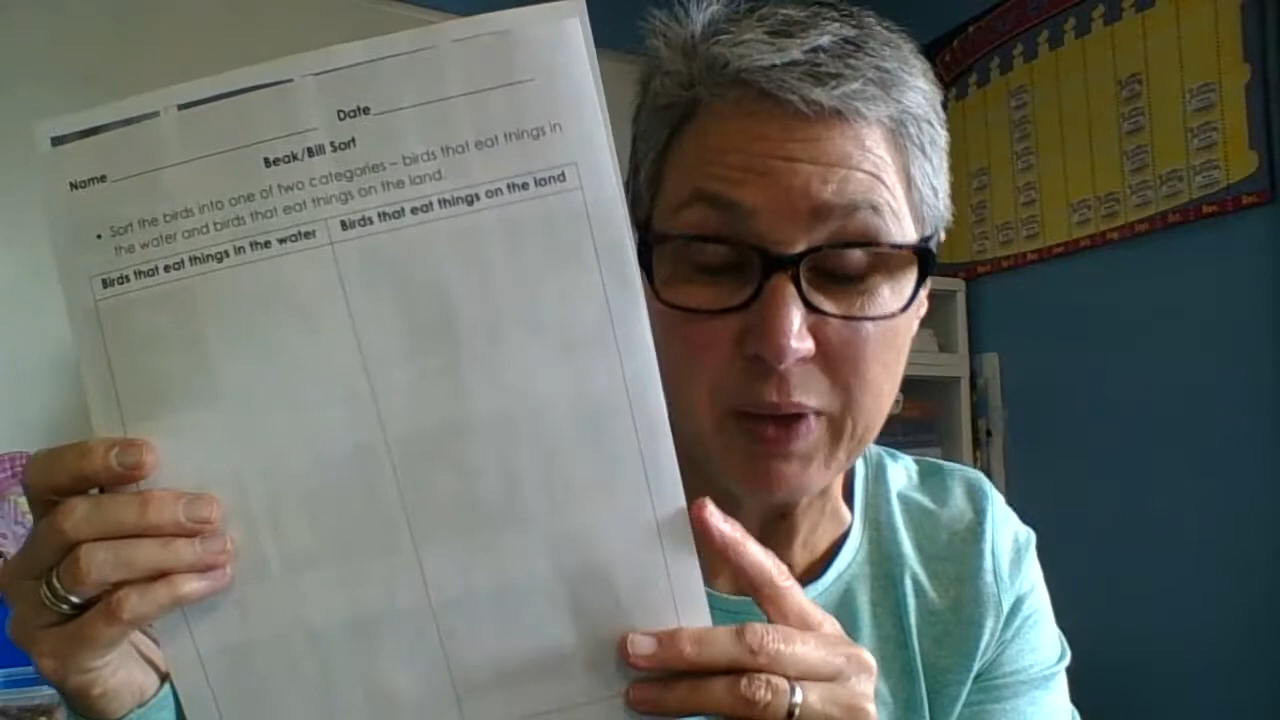 Name____________ Date____________
Beak/Bill Sort
• Sort the birds into one of two categories – birds that eat things in
the water and birds that eat things on the land.
Birds that eat things in the water Birds that eat things on the land